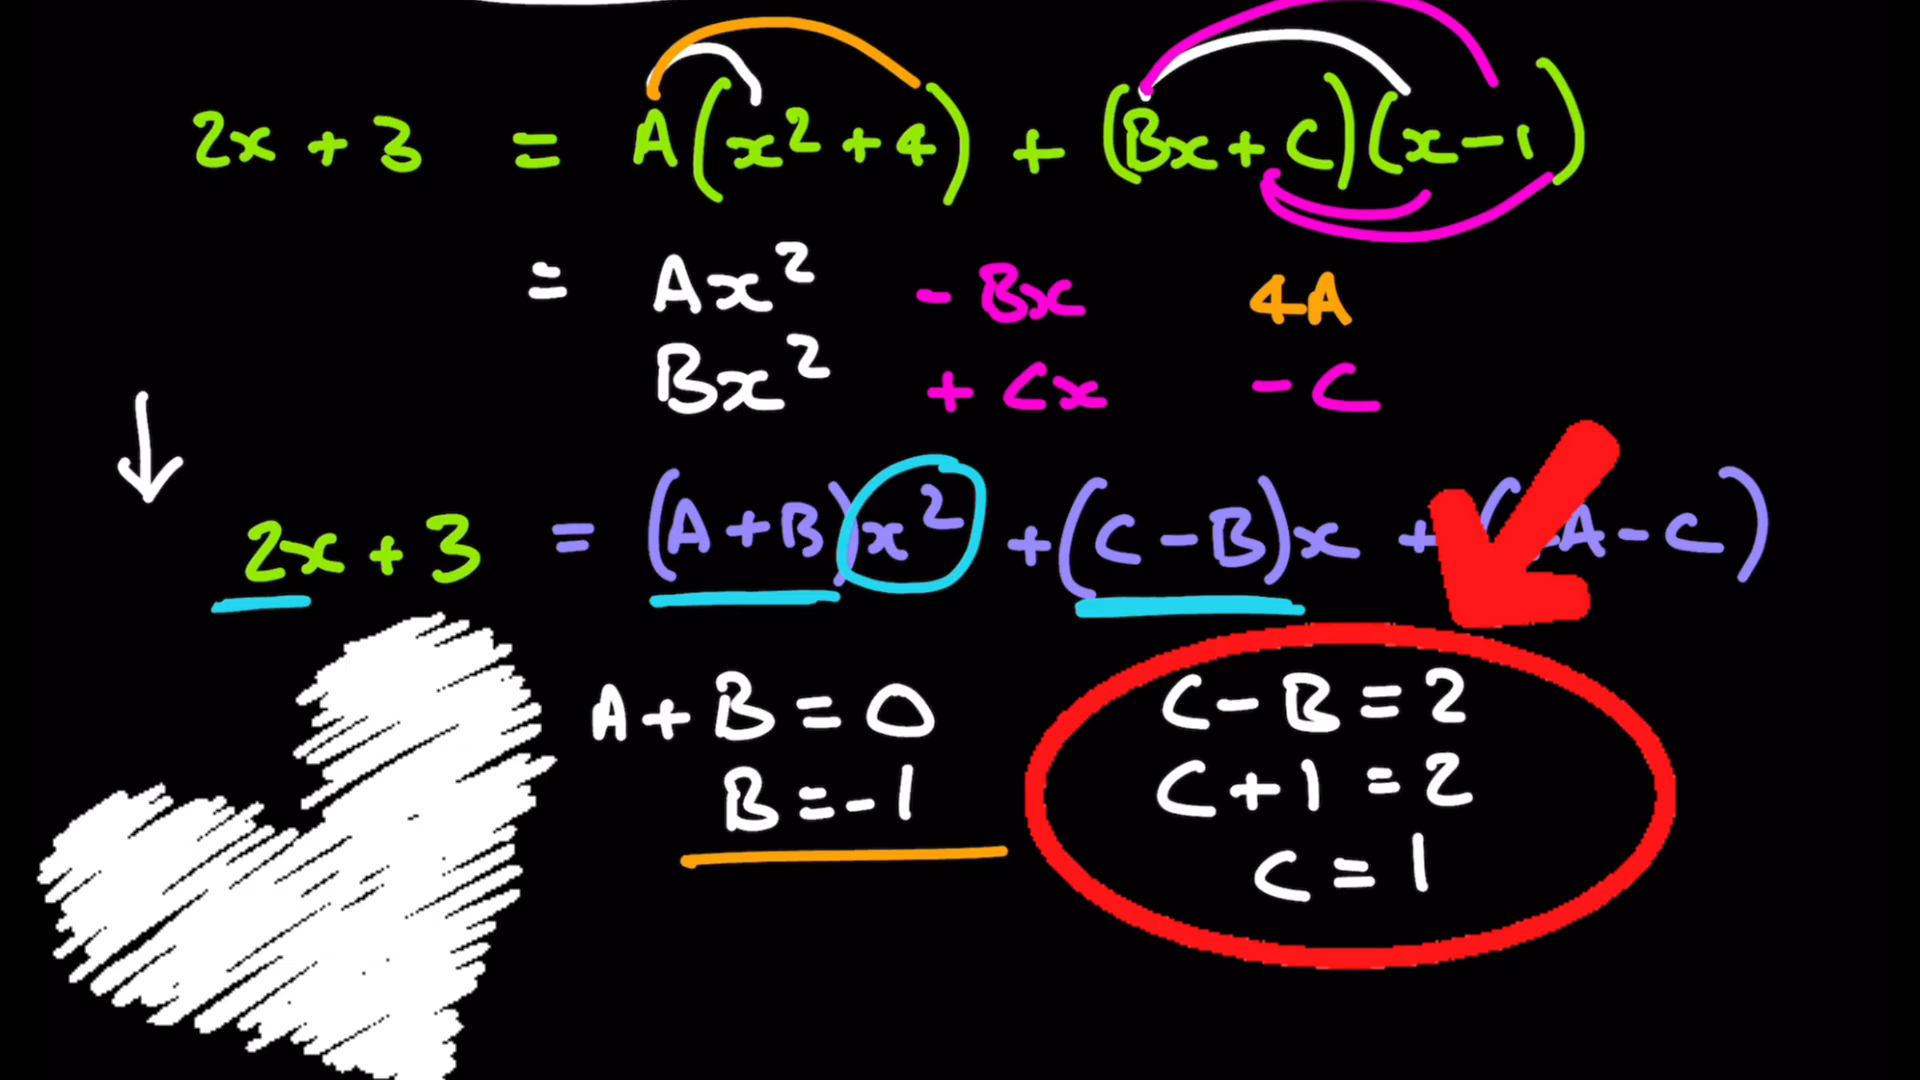 2x + 3 = A(x² + 4) + (Bx + C)(x - 1)
= Ax² - Bx 4A
Bx² + Cx - C
2x + 3 = (A + B)x² + (C - B)x + ( A - C)
A + B = 0 C - B = 2
B = -1 C + 1 = 2
C = 1